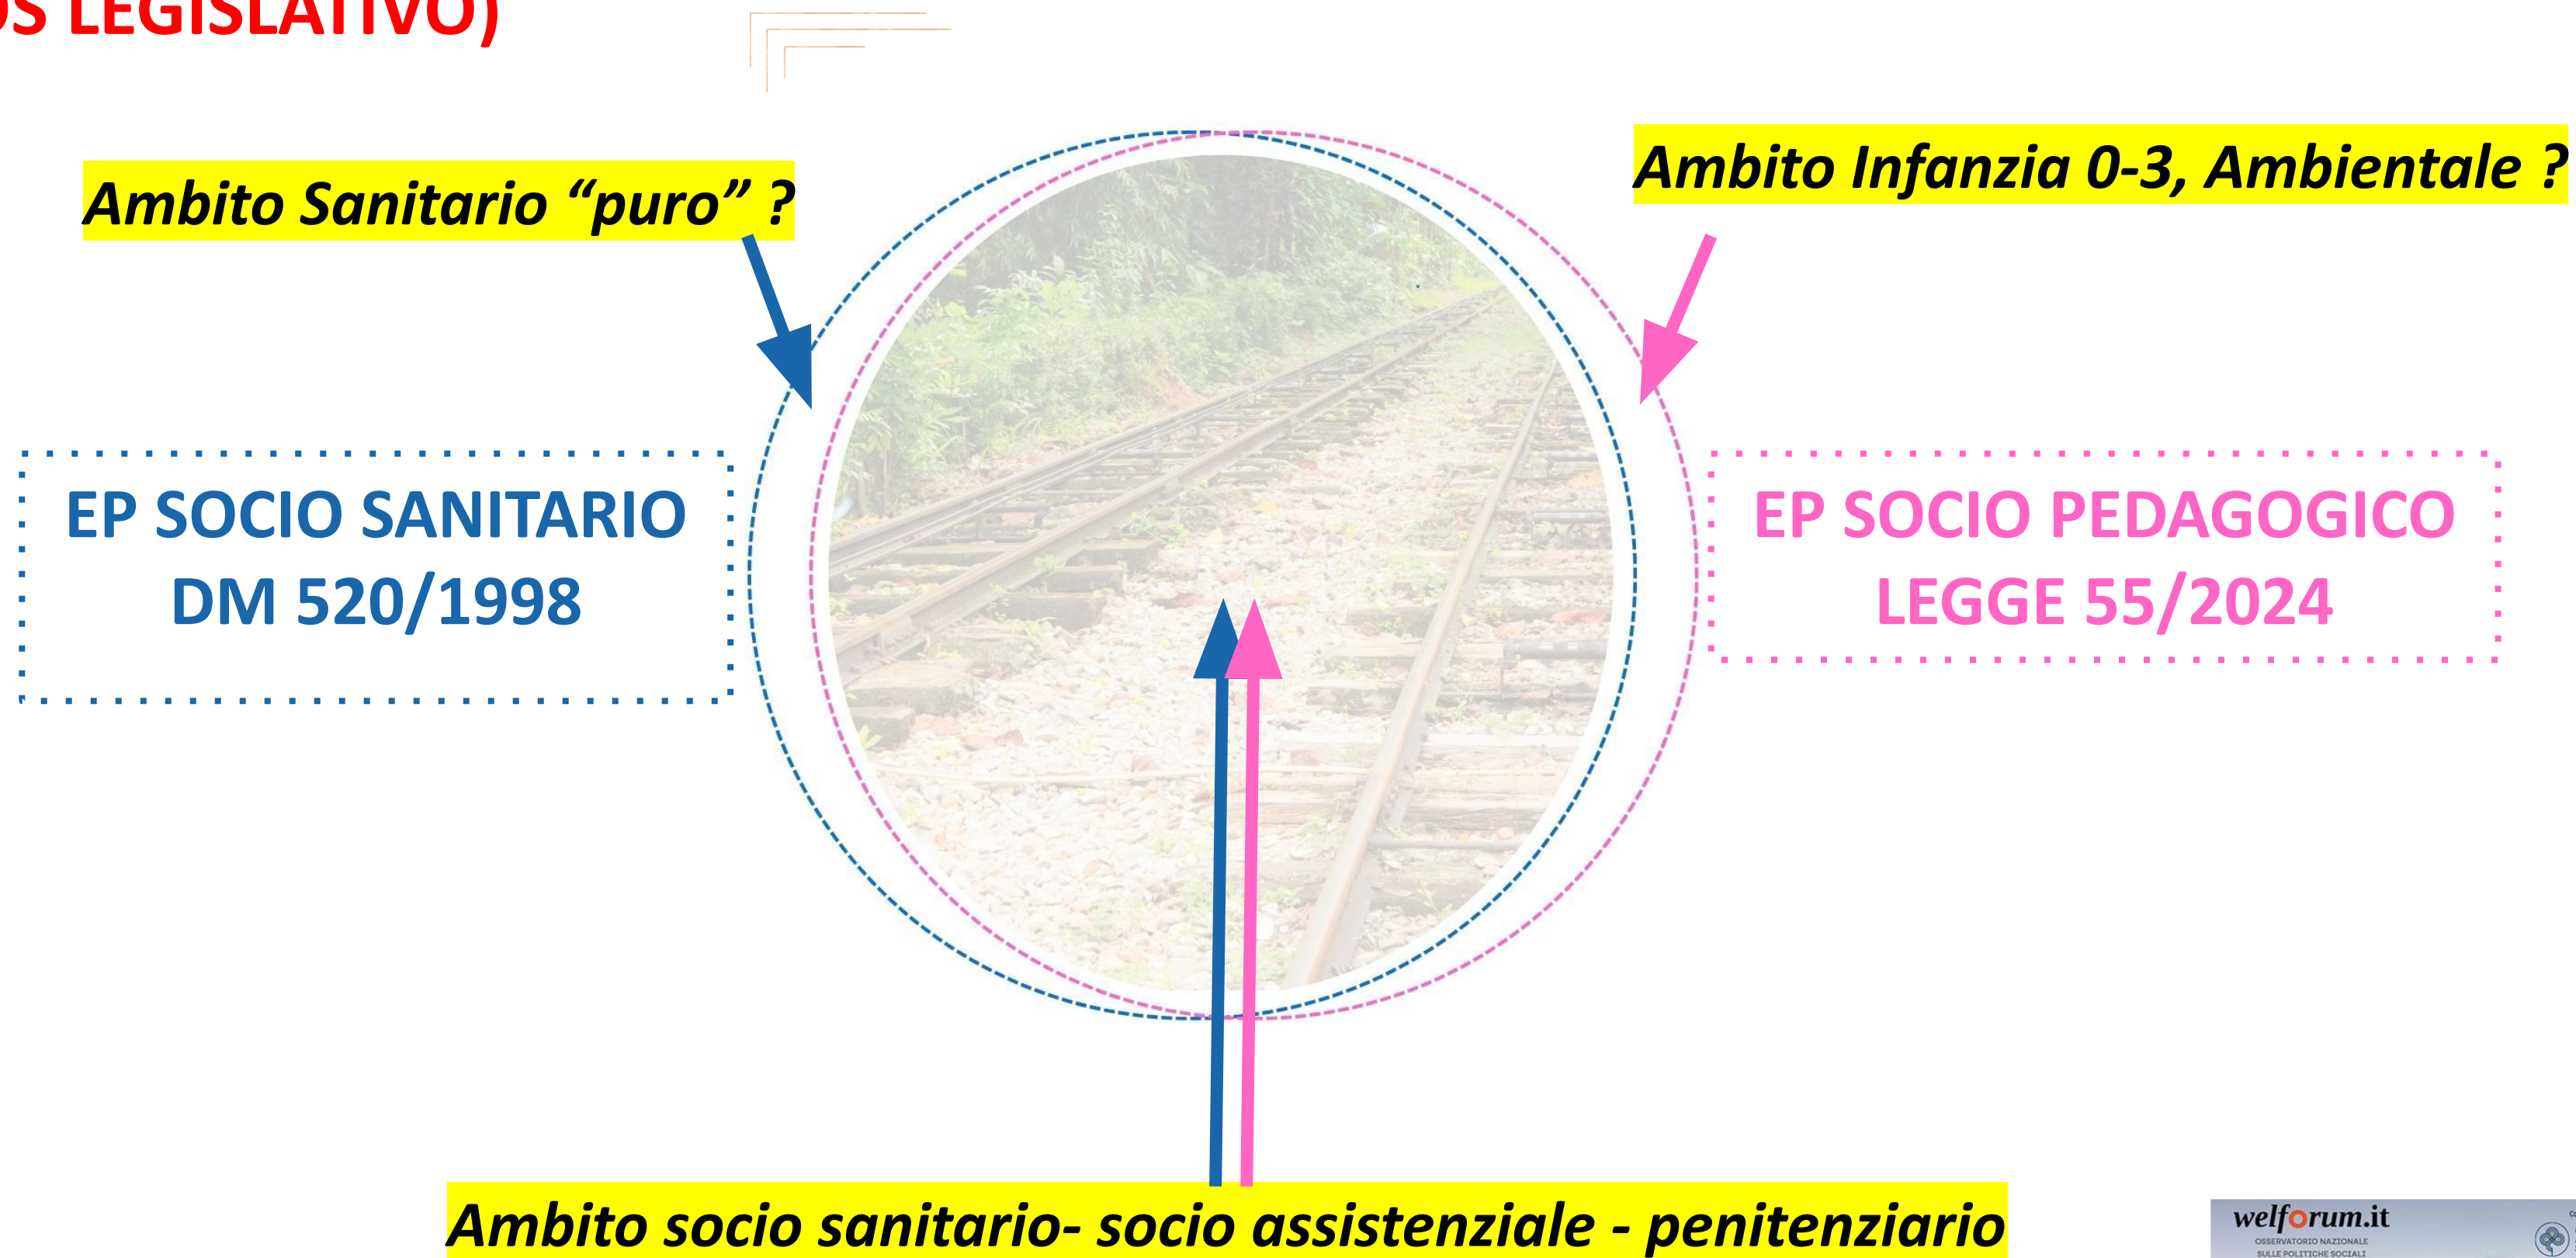 LEGISLATIVO)
Ambito Sanitario “puro” ?
Ambito Infanzia 0-3, Ambientale ?
EP SOCIO SANITARIO
DM 520/1998
EP SOCIO PEDAGOGICO
LEGGE 55/2024
Ambito socio sanitario- socio assistenziale - penitenziario
welforum.it
OSSERVATORIO NAZIONALE
SULLE POLITICHE SOCIALI